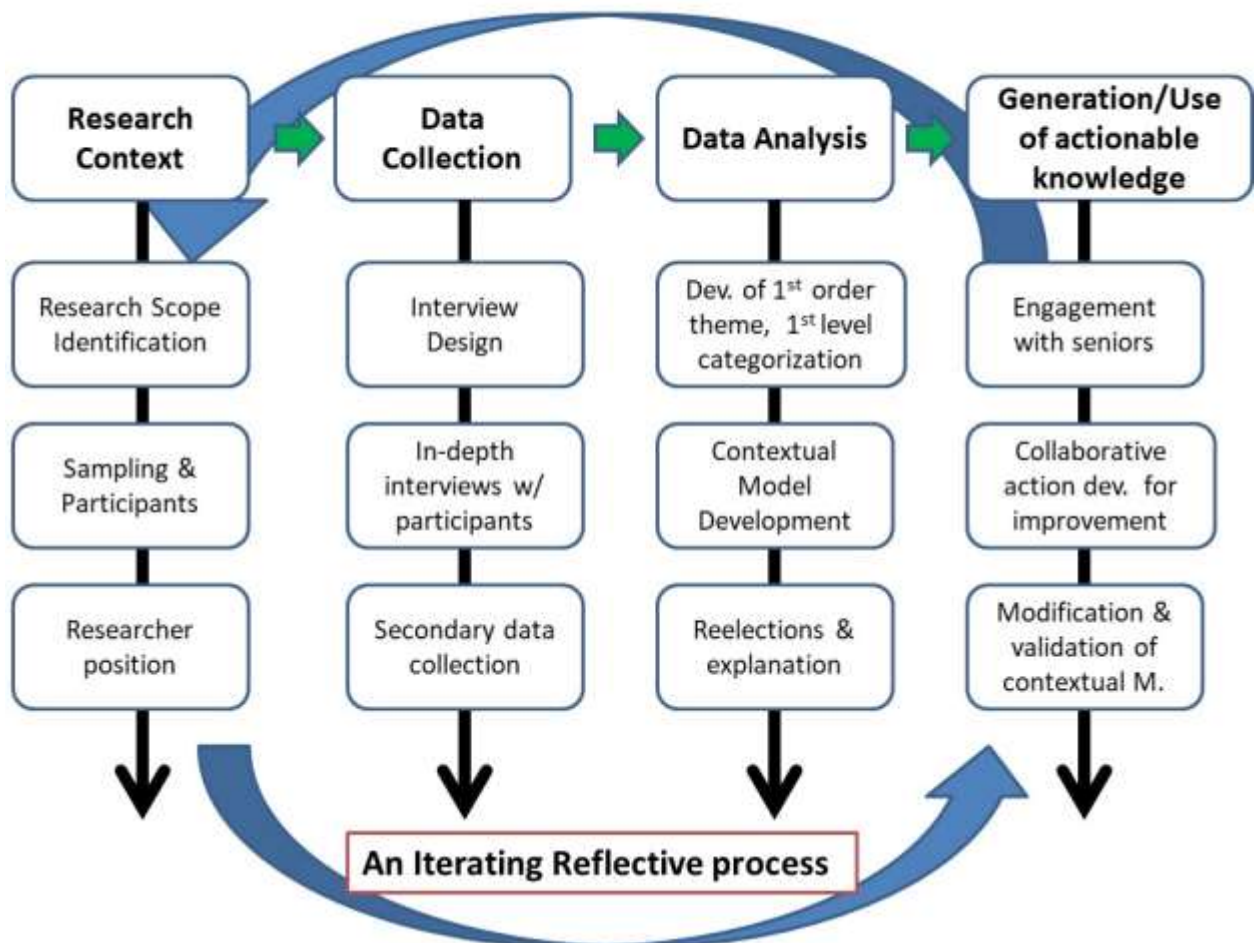 Research
Context
Data
Collection
Data Analysis
Generation/Use
of actionable
knowledge
Research Scope
Identification
Interview
Design
Dev. of 1st order
theme, 1st level
categorization
Engagement
with seniors
Sampling &
Participants
In-depth
interviews w/
participants
Contextual
Model
Development
Collaborative
action dev. for
improvement
Researcher
position
Secondary data
collection
Reelections &
explanation
Modification &
validation of
contextual M.
An Iterating Reflective process